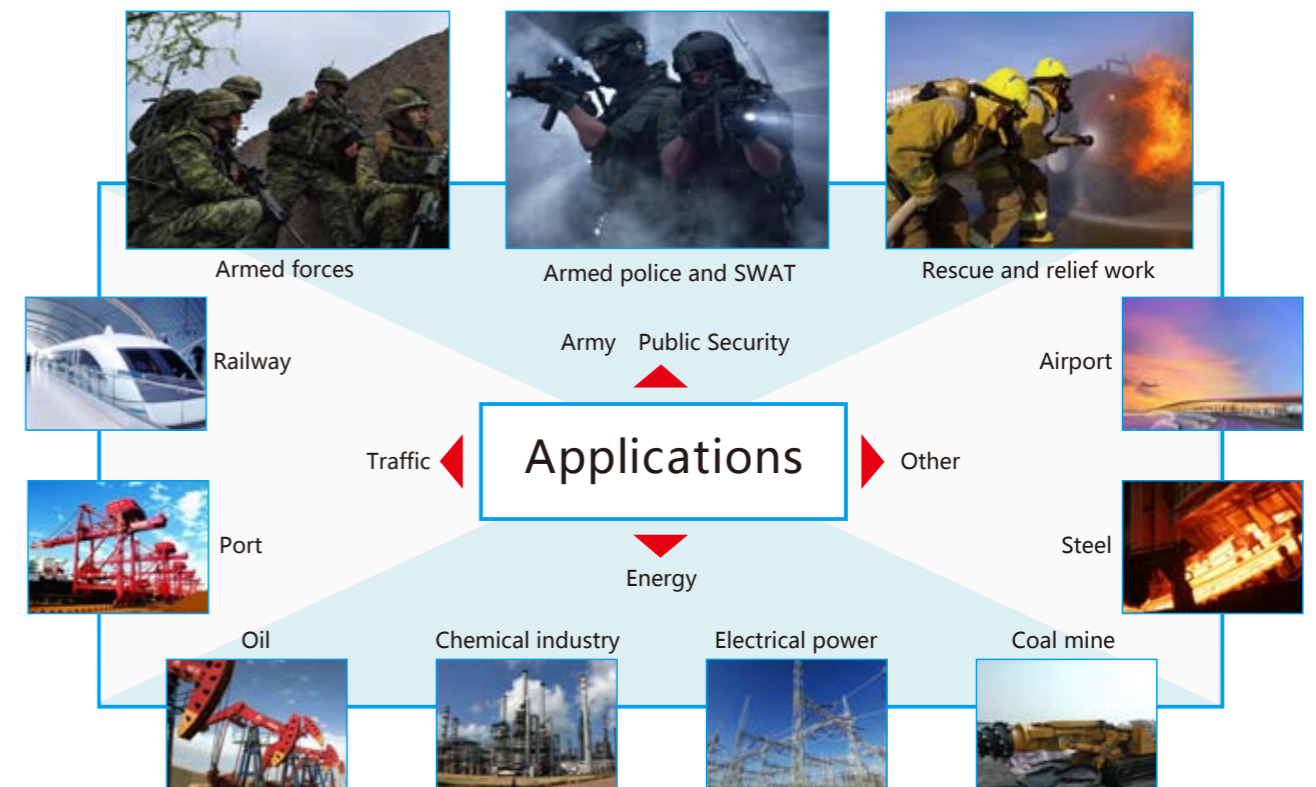 Armed forces
Armed police and SWAT
Rescue and relief work
Army Public Security
Railway
Airport
Traffic
Applications
Other
Port
Steel
Energy
Oil
Chemical industry
Electrical power
Coal mine